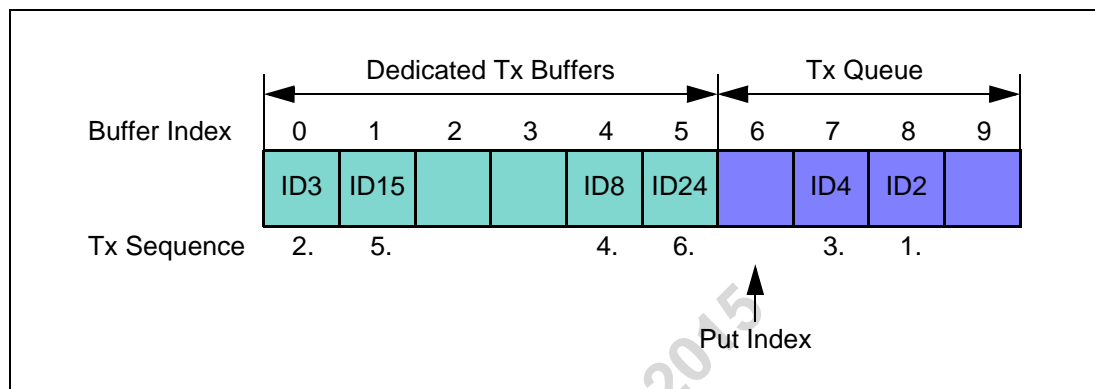 Dedicated Tx Buffers Tx Queue
Buffer Index 0 1 2 3 4 5 6 7 8 9
ID3 ID15 ID8 ID24 ID4 ID2
Tx Sequence 2. 5. 4. 6. 3. 1.
Put Index
2015